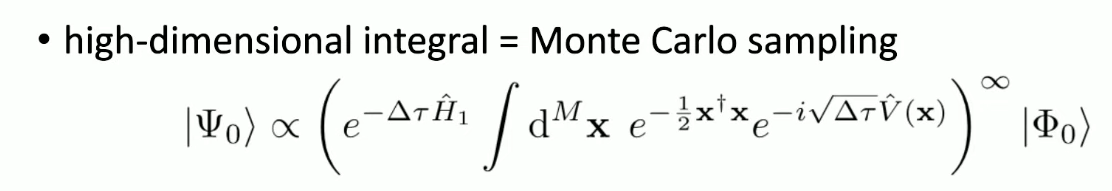 • high-dimensional integral = Monte Carlo sampling
|Ψ₀⟩ ∝ ( e^{−Δτ Ĥ₁} ∫ d^M 𝐱 e^{−½ 𝐱†𝐱} e^{−i√Δτ V̂(𝐱)} )^∞ |Φ₀⟩